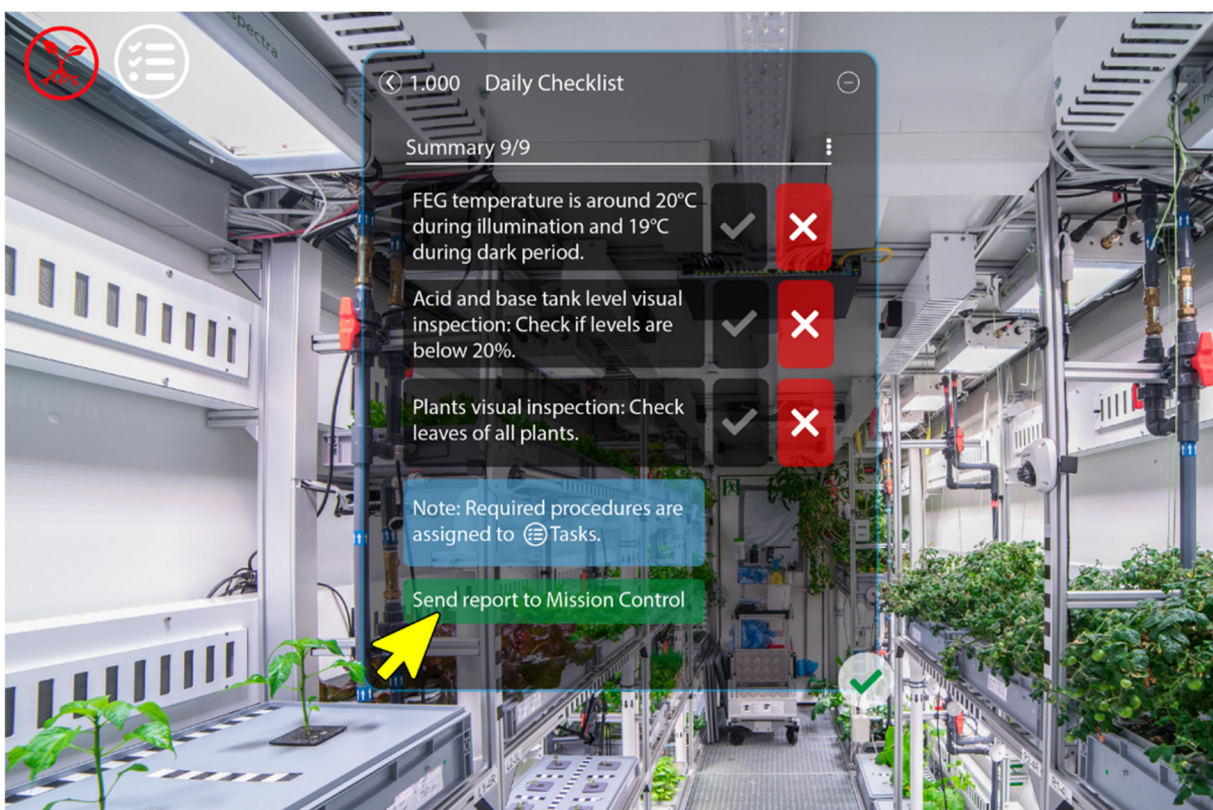 spectra
1.000 Daily Checklist
Summary 9/9
FEG temperature is around 20°C
during illumination and 19°C
during dark period.
Acid and base tank level visual
inspection: Check if levels are
below 20%.
Plants visual inspection: Check
leaves of all plants.
Note: Required procedures are
assigned to Tasks.
Send report to Mission Control